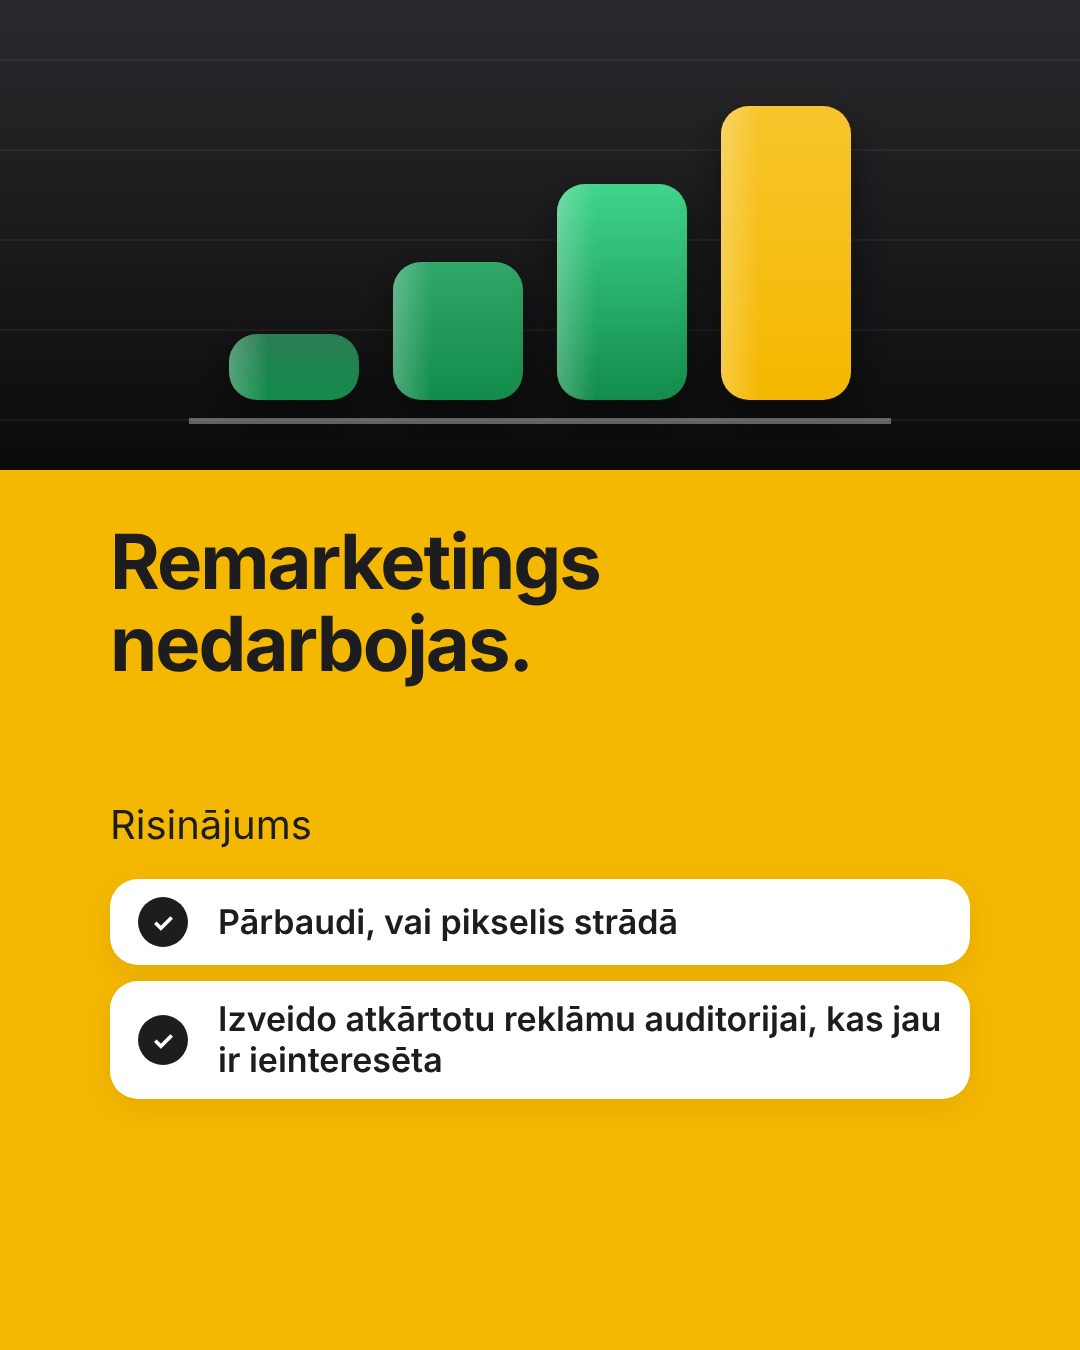 Remarketings
nedarbojas.
Risinājums
Pārbaudi, vai pikselis strādā
Izveido atkārtotu reklāmu auditorijai, kas jau
ir ieinteresēta